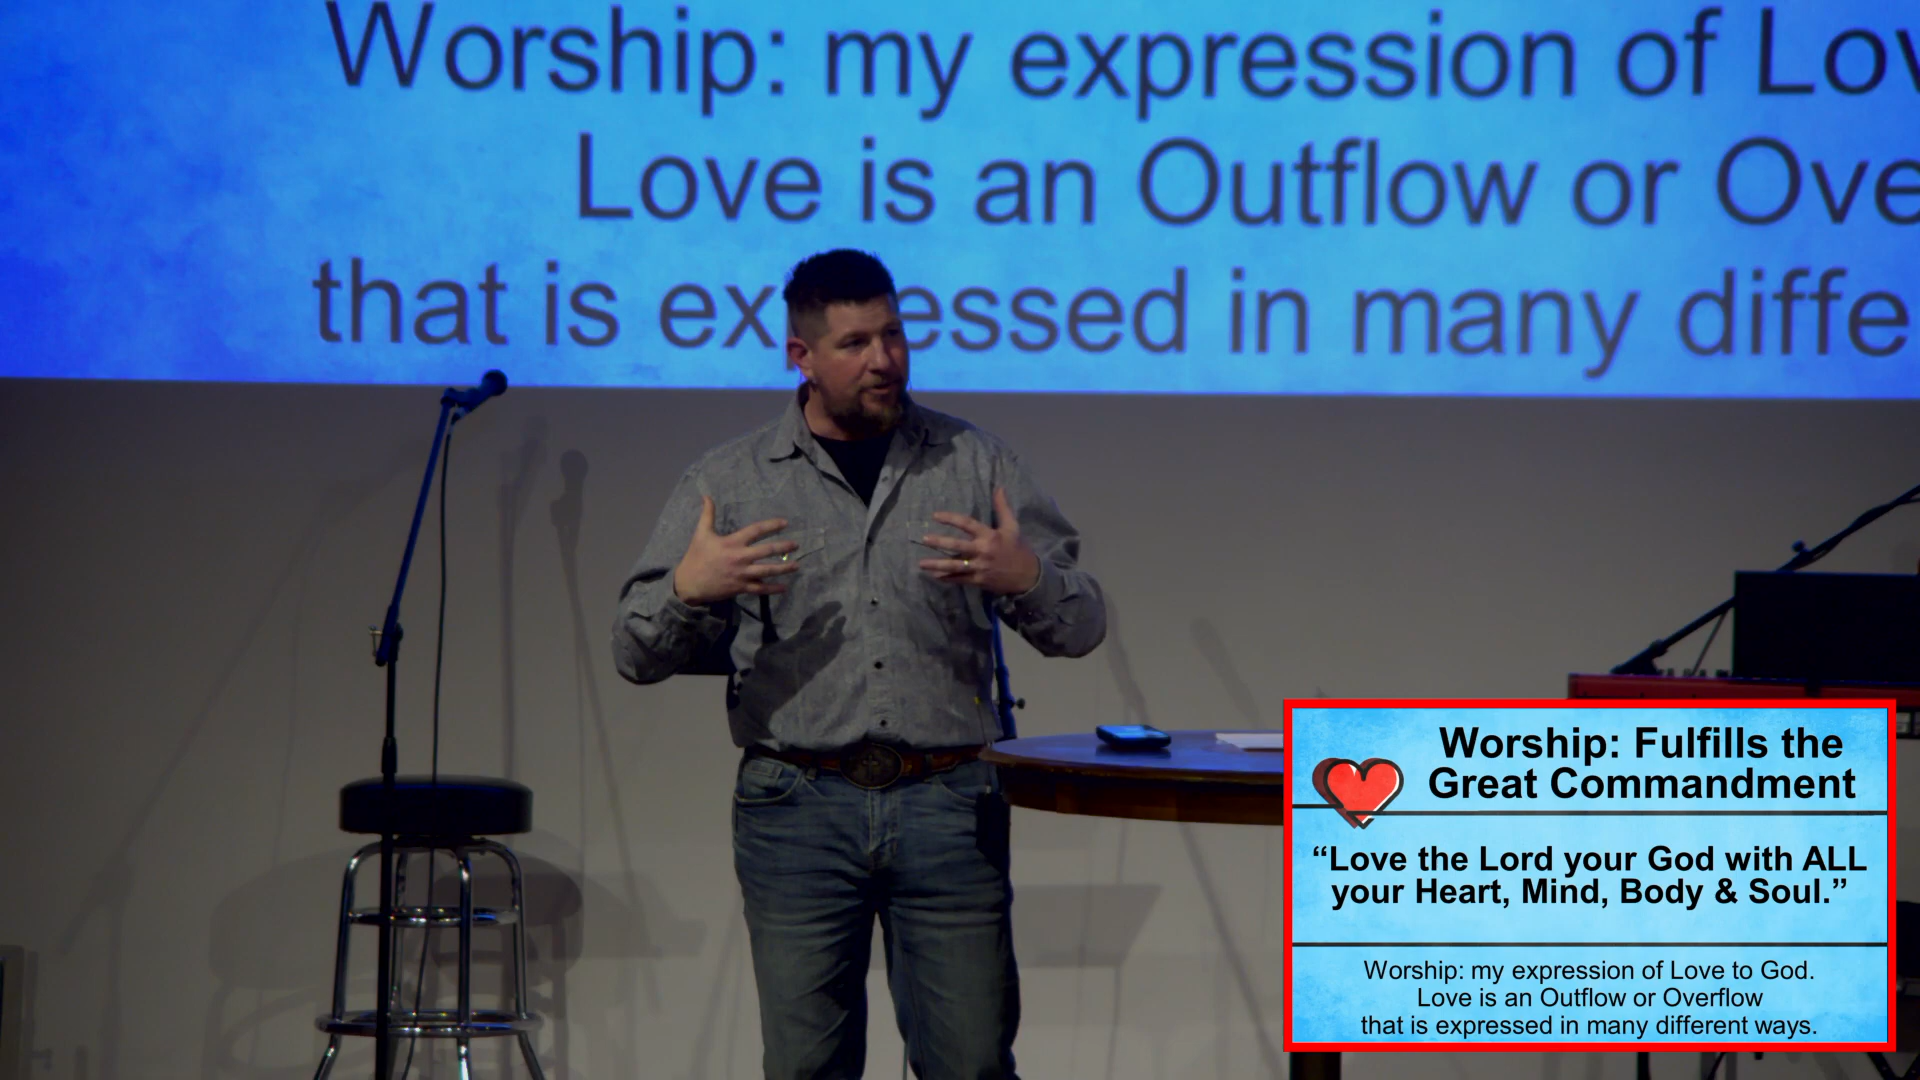 Worship: my expression of Lov
Love is an Outflow or Ove
that is ex essed in many diffe
Worship: Fulfills the
Great Commandment
“Love the Lord your God with ALL
your Heart, Mind, Body & Soul.”
Worship: my expression of Love to God.
Love is an Outflow or Overflow
that is expressed in many different ways.